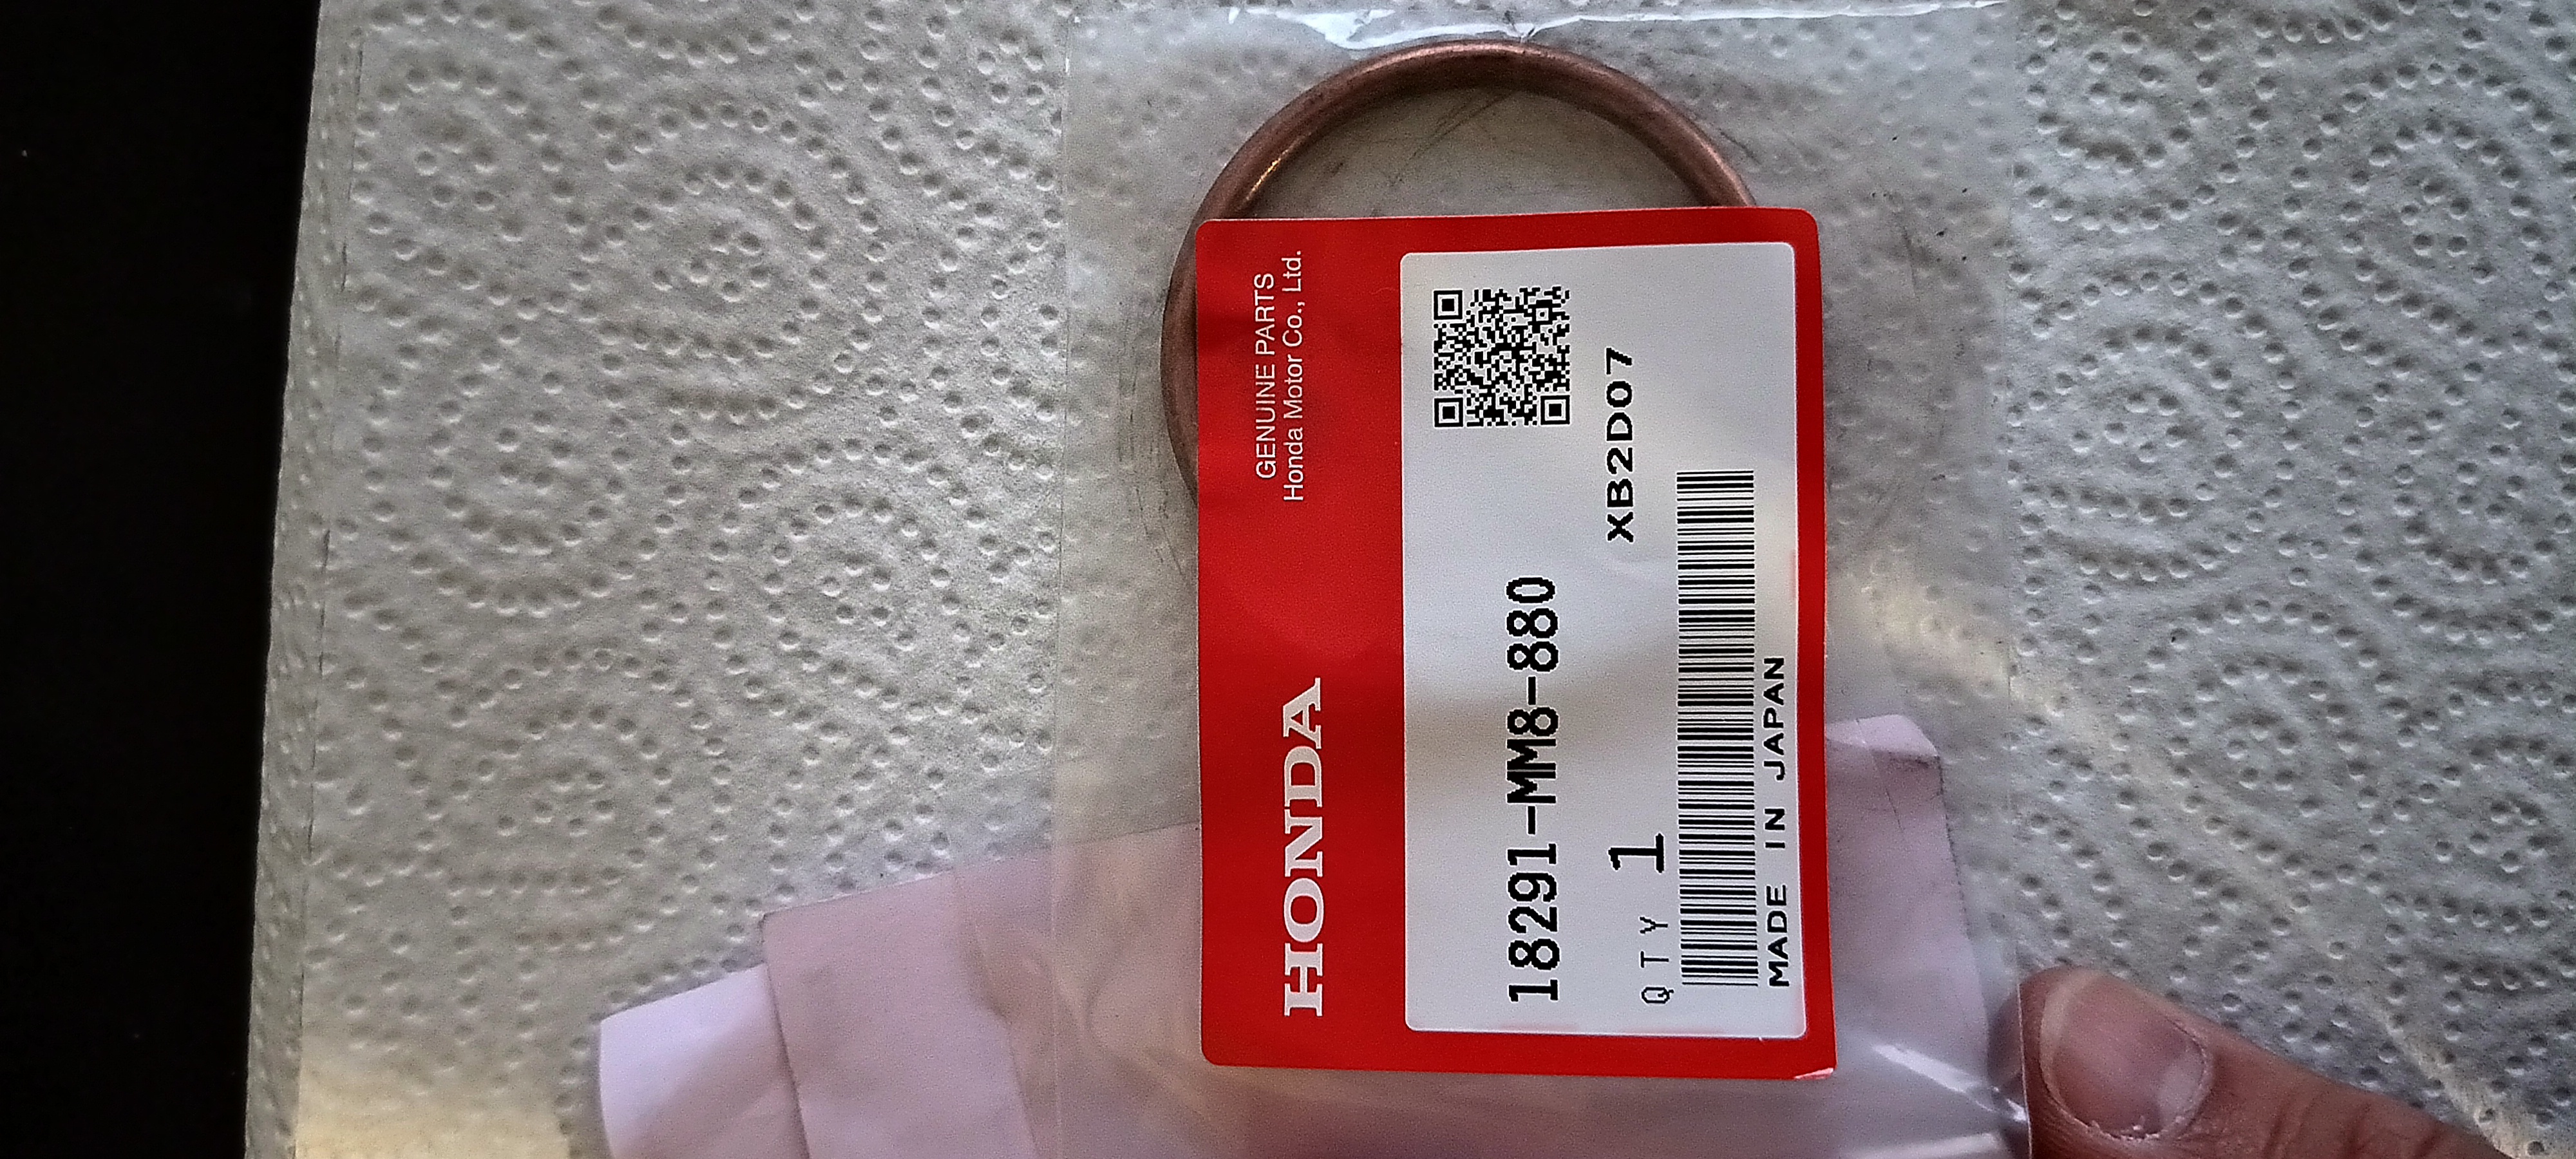 HONDA
GENUINE PARTS
Honda Motor Co., Ltd.
18291-MM8-880
QTY 1
XB2D07
MADE IN JAPAN